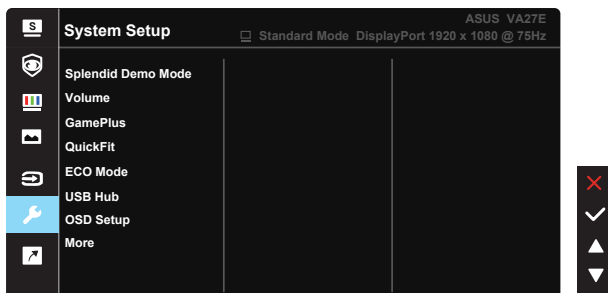 S
System Setup
ASUS VA27E
Standard Mode DisplayPort 1920 x 1080 @ 75Hz
Splendid Demo Mode
Volume
GamePlus
QuickFit
ECO Mode
USB Hub
OSD Setup
More